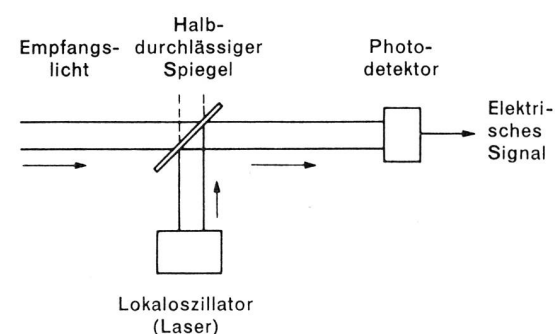 Empfangs-
licht
Halb-
durchlässiger
Spiegel
Photo-
detektor
Elektri-
sches
Signal
Lokaloszillator
(Laser)